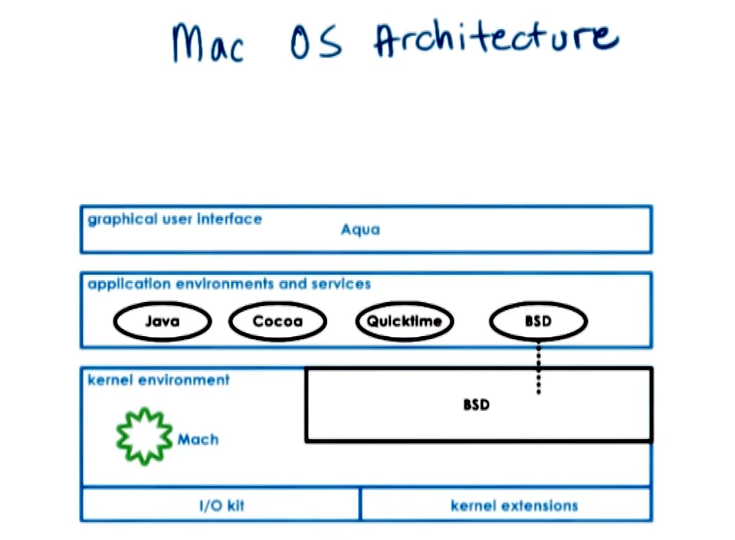 Mac OS Architecture
graphical user interface
Aqua
application environments and services
Java Cocoa Quicktime BSD
kernel environment
BSD
Mach
I/O kit kernel extensions